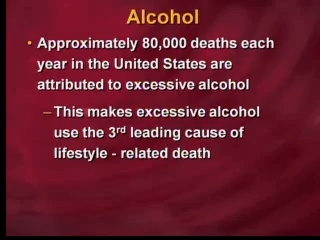 Alcohol
• Approximately 80,000 deaths each
year in the United States are
attributed to excessive alcohol
– This makes excessive alcohol
use the 3rd leading cause of
lifestyle - related death